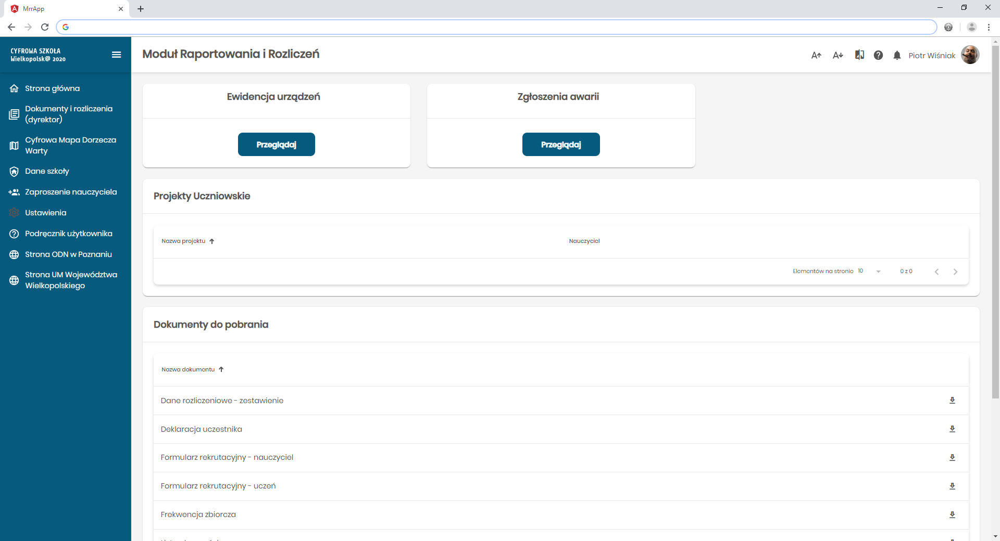 MrrApp
CYFROWA SZKOŁA
Wielkopolsk@ 2020
Moduł Raportowania i Rozliczeń
Piotr Wiśniak
Strona główna
Dokumenty i rozliczenia
(dyrektor)
Cyfrowa Mapa Dorzecza
Warty
Dane szkoły
Zaproszenie nauczyciela
Ustawienia
Podręcznik użytkownika
Strona ODN w Poznaniu
Strona UM Województwa
Wielkopolskiego
Ewidencja urządzeń
Przeglądaj
Zgłoszenia awarii
Przeglądaj
Projekty Uczniowskie
Nazwa projektu
Nauczyciel
Elementów na stronie 10
0 z 0
Dokumenty do pobrania
Nazwa dokumentu
Dane rozliczeniowe - zestawienie
Deklaracja uczestnika
Formularz rekrutacyjny - nauczyciel
Formularz rekrutacyjny - uczeń
Frekwencja zbiorcza